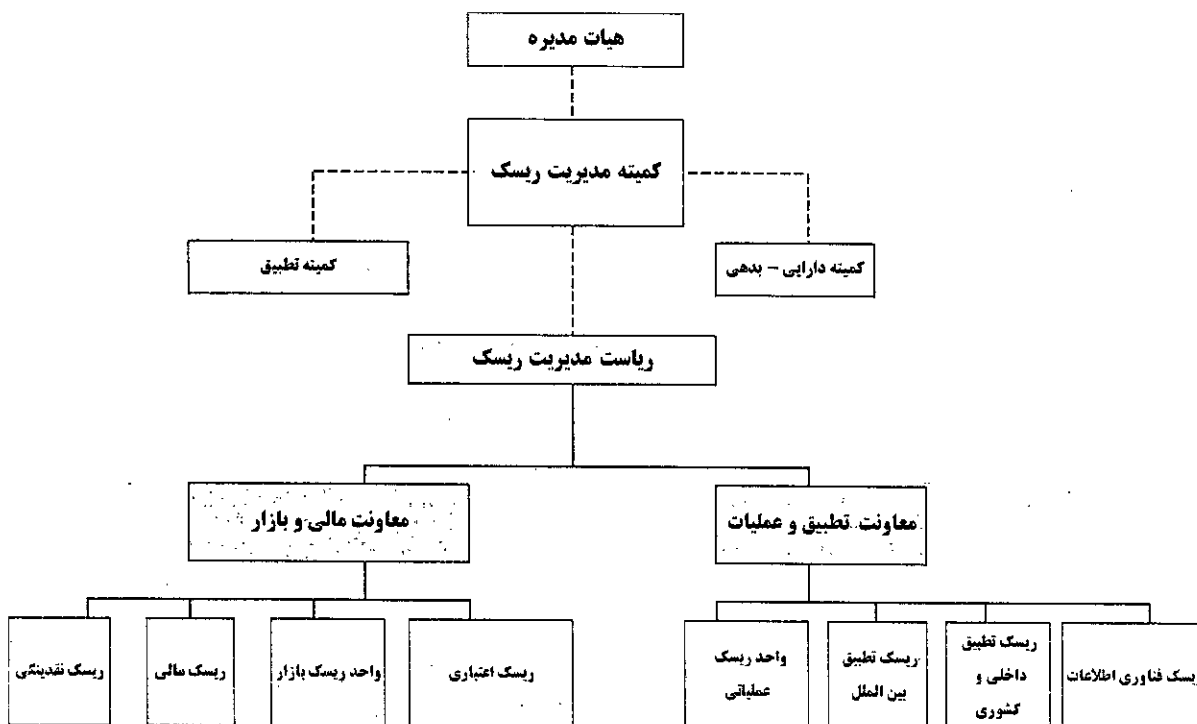 هیات مدیره
کمیته مدیریت ریسک
کمیته دارایی – بدهی
کمیته تطبیق
ریاست مدیریت ریسک
معاونت تطبیق و عملیات
معاونت مالی و بازار
ریسک فناوری اطلاعات
ریسک تطبیق
داخلی و
کشوری
ریسک تطبیق
بین الملل
واحد ریسک
عملیاتی
ریسک اعتباری
واحد ریسک بازار
ریسک مالی
ریسک نقدینگی